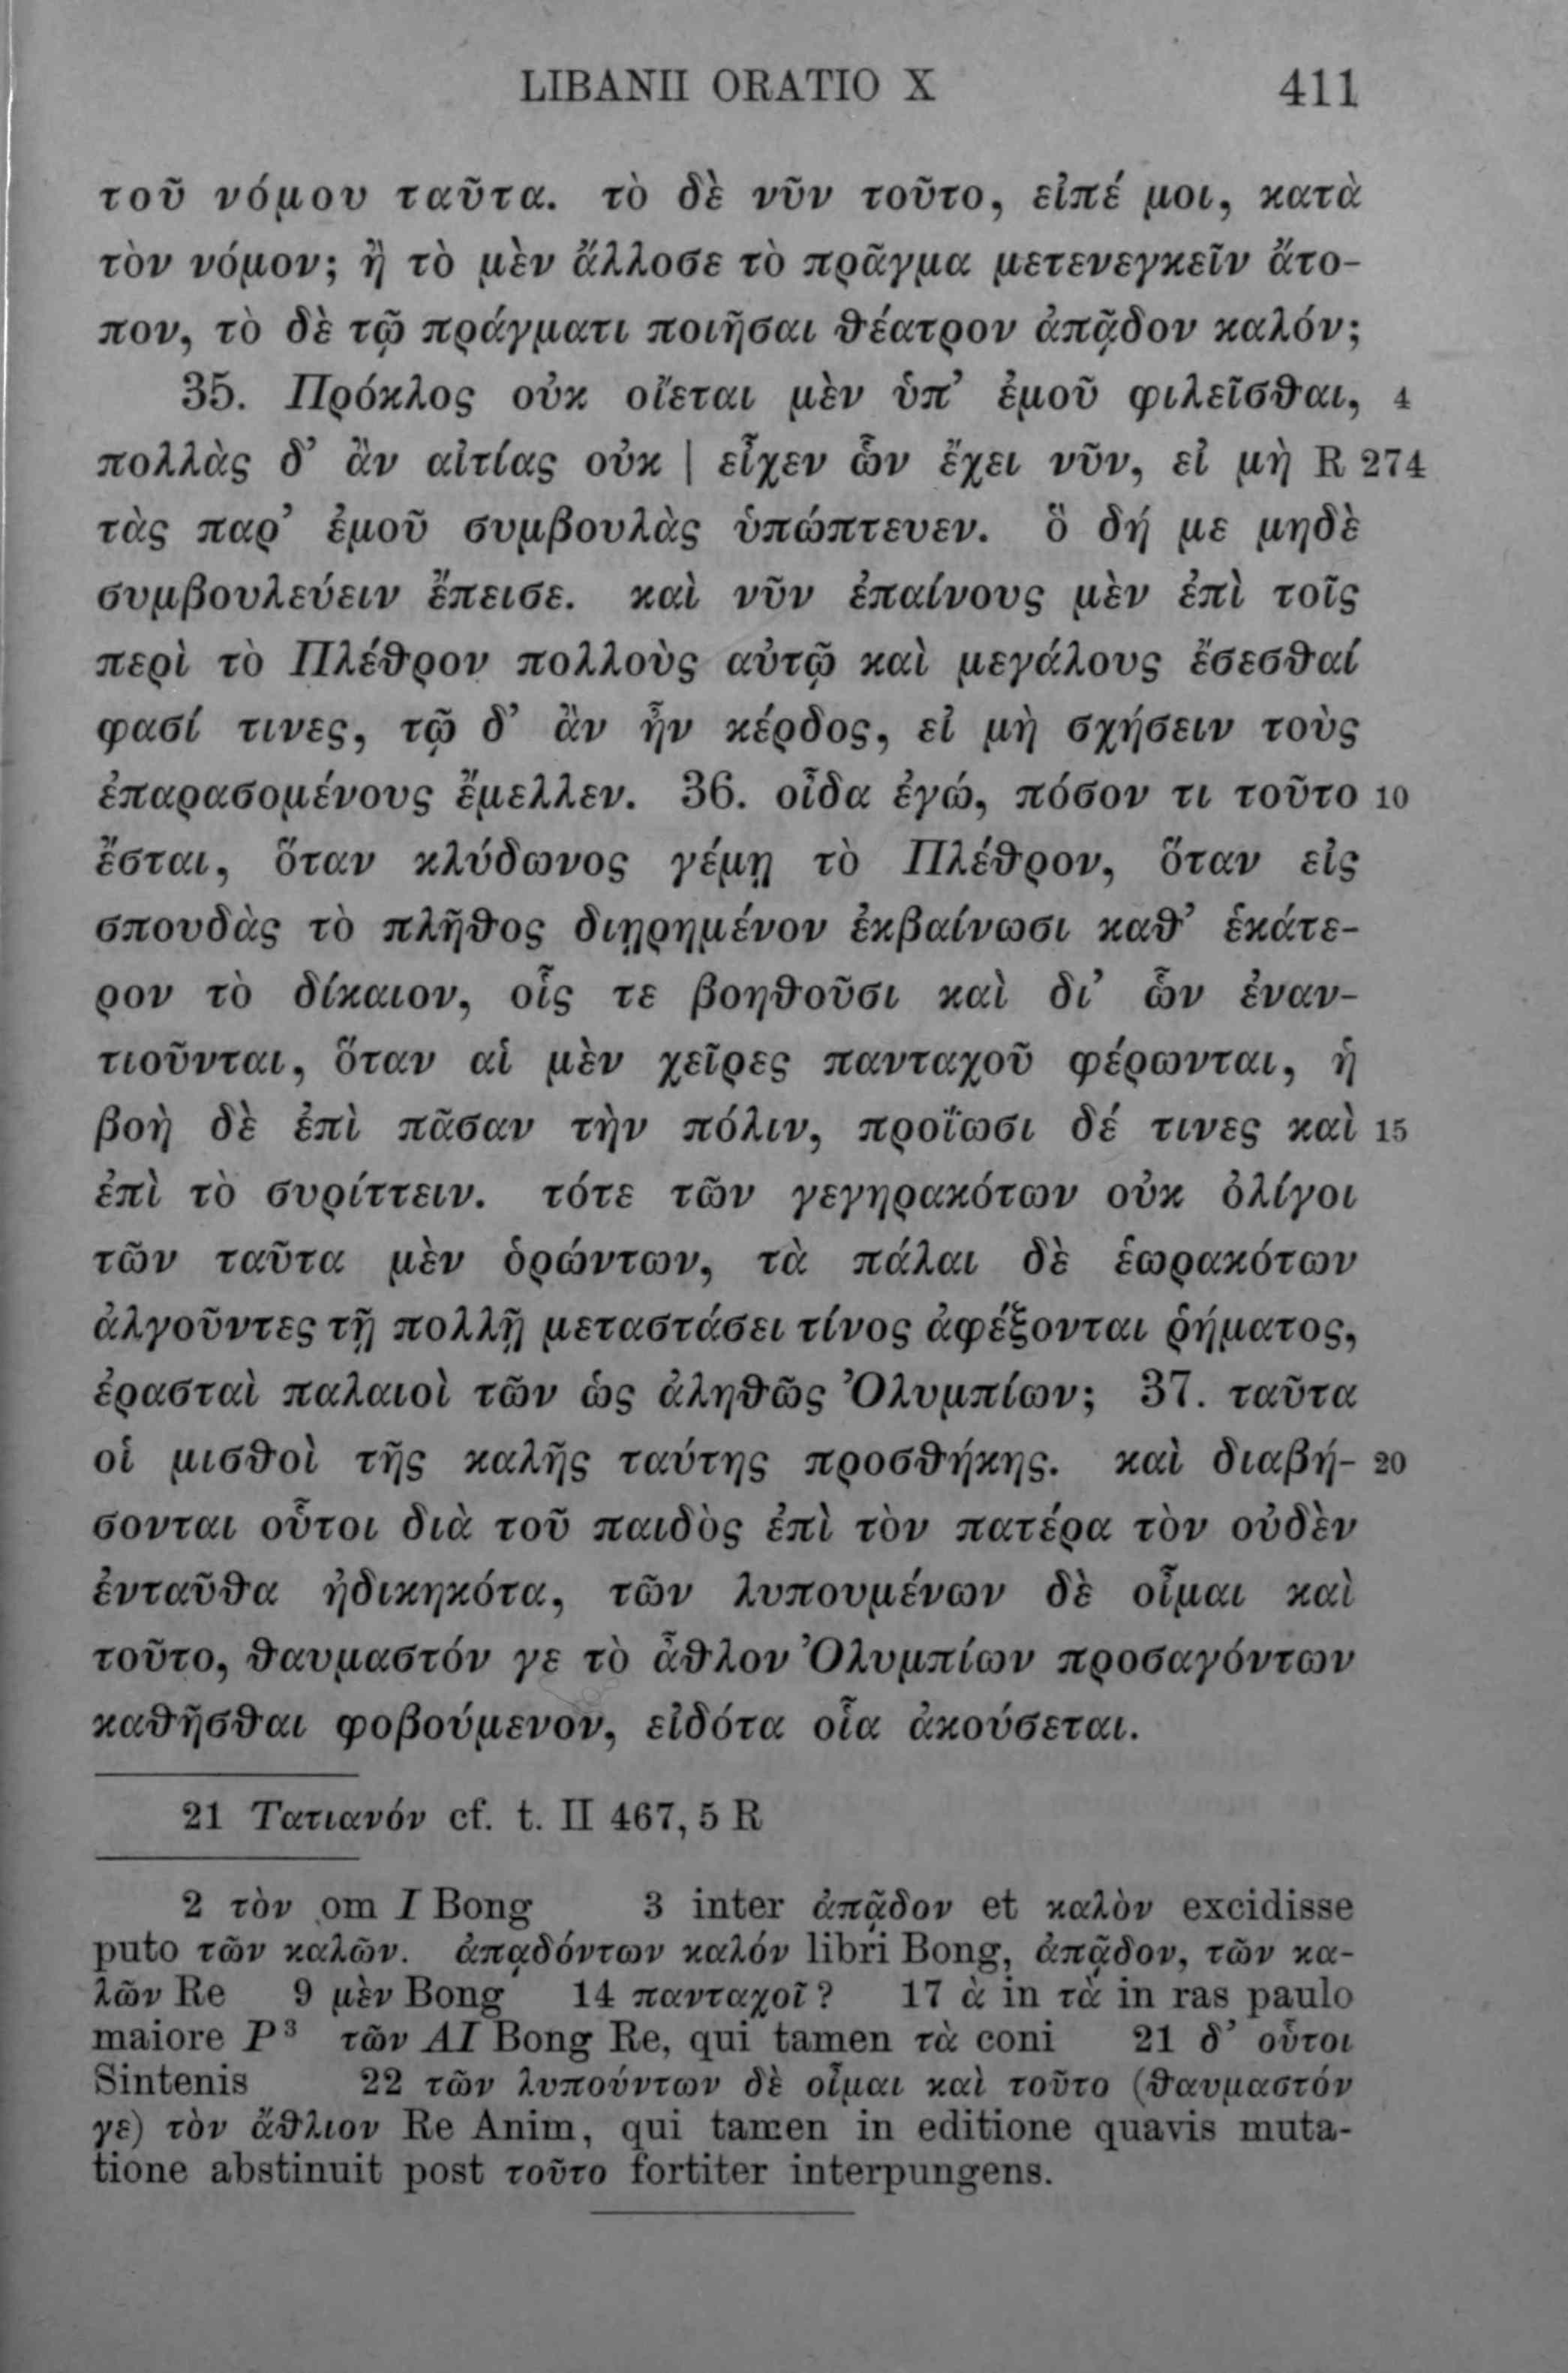 LIBANII ORATIO X 411
τοῦ νόμου ταῦτα. τὸ δὲ νῦν τοῦτο, εἰπέ μοι, κατὰ
τὸν νόμον; ἢ τὸ μὲν ἄλλοσε τὸ πρᾶγμα μετενεγκεῖν ἄτο-
πον, τὸ δὲ τῷ πράγματι ποιῆσαι θέατρον ἀπᾷδον καλόν;
35. Πρόκλος οὐκ οἴεται μὲν ὑπ’ ἐμοῦ φιλεῖσθαι, 4
πολλὰς δ’ ἂν αἰτίας οὐκ | εἶχεν ὧν ἔχει νῦν, εἰ μὴ R 274
τὰς παρ’ ἐμοῦ συμβουλὰς ὑπώπτευεν. ὃ δή με μηδὲ
συμβουλεύειν ἔπεισε. καὶ νῦν ἐπαίνους μὲν ἐπὶ τοῖς
περὶ τὸ Πλέθρον πολλοὺς αὐτῷ καὶ μεγάλους ἔσεσθαί
φασί τινες, τῷ δ’ ἂν ἦν κέρδος, εἰ μὴ σχήσειν τοὺς
ἐπαρασομένους ἔμελλεν. 36. οἶδα ἐγώ, πόσον τι τοῦτο 10
ἔσται, ὅταν κλύδωνος γέμῃ τὸ Πλέθρον, ὅταν εἰς
σπουδὰς τὸ πλῆθος διῃρημένον ἐκβαίνωσι καθ’ ἑκάτε-
ρον τὸ δίκαιον, οἷς τε βοηθοῦσι καὶ δι’ ὧν ἐναν-
τιοῦνται, ὅταν αἱ μὲν χεῖρες πανταχοῦ φέρωνται, ἡ
βοὴ δὲ ἐπὶ πᾶσαν τὴν πόλιν, προΐωσι δέ τινες καὶ 15
ἐπὶ τὸ συρίττειν. τότε τῶν γεγηρακότων οὐκ ὀλίγοι
τῶν ταῦτα μὲν ὁρώντων, τὰ πάλαι δὲ ἑωρακότων
ἀλγοῦντες τῇ πολλῇ μεταστάσει τίνος ἀφέξονται ῥήματος,
ἐρασταὶ παλαιοὶ τῶν ὡς ἀληθῶς Ὀλυμπίων; 37. ταῦτα
οἱ μισθοὶ τῆς καλῆς ταύτης προσθήκης. καὶ διαβή- 20
σονται οὗτοι διὰ τοῦ παιδὸς ἐπὶ τὸν πατέρα τὸν οὐδὲν
ἐνταῦθα ἠδικηκότα, τῶν λυπουμένων δὲ οἶμαι καὶ
τοῦτο, θαυμαστόν γε τὸ ἆθλον Ὀλυμπίων προσαγόντων
καθῆσθαι φοβούμενον, εἰδότα οἷα ἀκούσεται.
21 Τατιανόν cf. t. II 467, 5 R
2 τὸν om I Bong 3 inter ἀπᾷδον et καλὸν excidisse
puto τῶν καλῶν. ἀπᾳδόντων καλόν libri Bong, ἀπᾷδον, τῶν κα-
λῶν Re 9 μὲν Bong 14 πανταχοῖ? 17 ὰ in τὰ in ras paulo
maiore P³ τῶν AI Bong Re, qui tamen τὰ coni 21 δ’ οὗτοι
Sintenis 22 τῶν λυπούντων δὲ οἶμαι καὶ τοῦτο (θαυμαστόν
γε) τὸν ἄθλιον Re Anim, qui tamen in editione quavis muta-
tione abstinuit post τοῦτο fortiter interpungens.